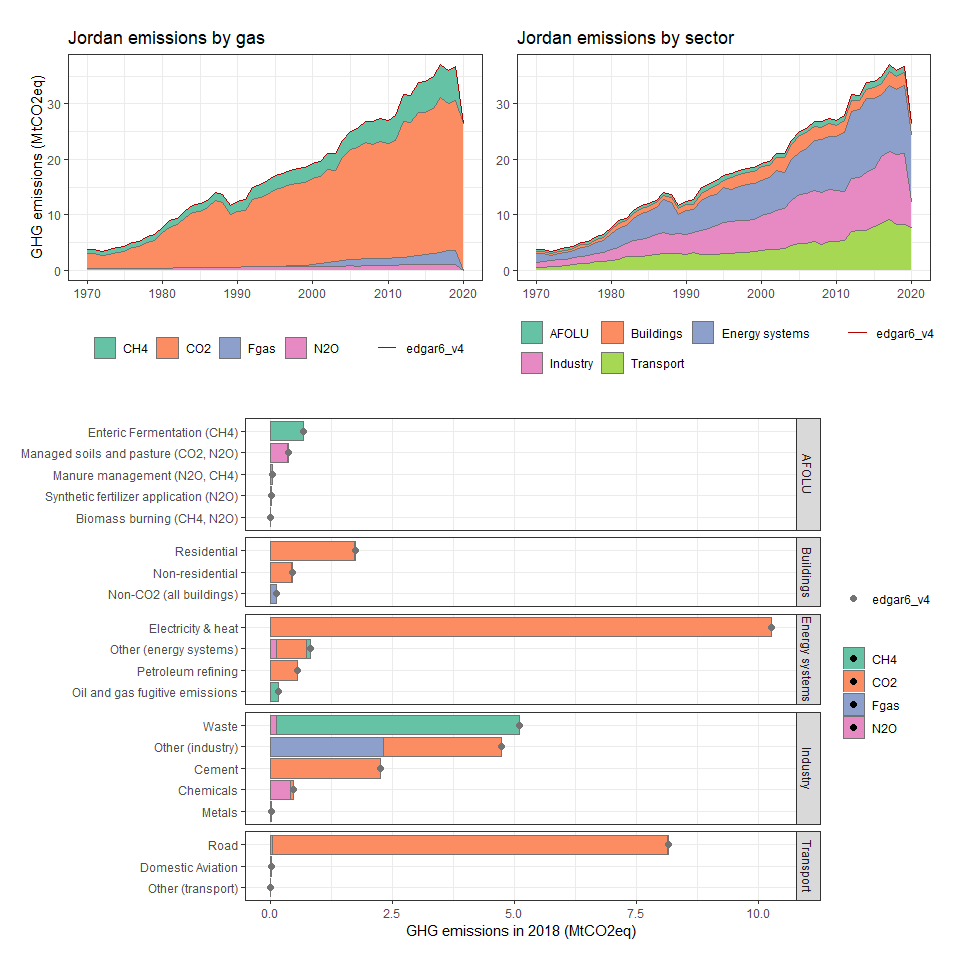 Jordan emissions by gas
GHG emissions (MtCO2eq)
30
20
10
0
1970
1980
1990
2000
2010
2020
CH4
CO2
Fgas
N2O
edgar6_v4
Jordan emissions by sector
30
20
10
0
1970
1980
1990
2000
2010
2020
AFOLU
Buildings
Energy systems
edgar6_v4
Industry
Transport
Enteric Fermentation (CH4)
Managed soils and pasture (CO2, N2O)
Manure management (N2O, CH4)
Synthetic fertilizer application (N2O)
Biomass burning (CH4, N2O)
AFOLU
Residential
Non-residential
Non-CO2 (all buildings)
Buildings
Electricity & heat
Other (energy systems)
Petroleum refining
Oil and gas fugitive emissions
Energy systems
Waste
Other (industry)
Cement
Chemicals
Metals
Industry
Road
Domestic Aviation
Other (transport)
Transport
0.0
2.5
5.0
7.5
10.0
GHG emissions in 2018 (MtCO2eq)
edgar6_v4
CH4
CO2
Fgas
N2O